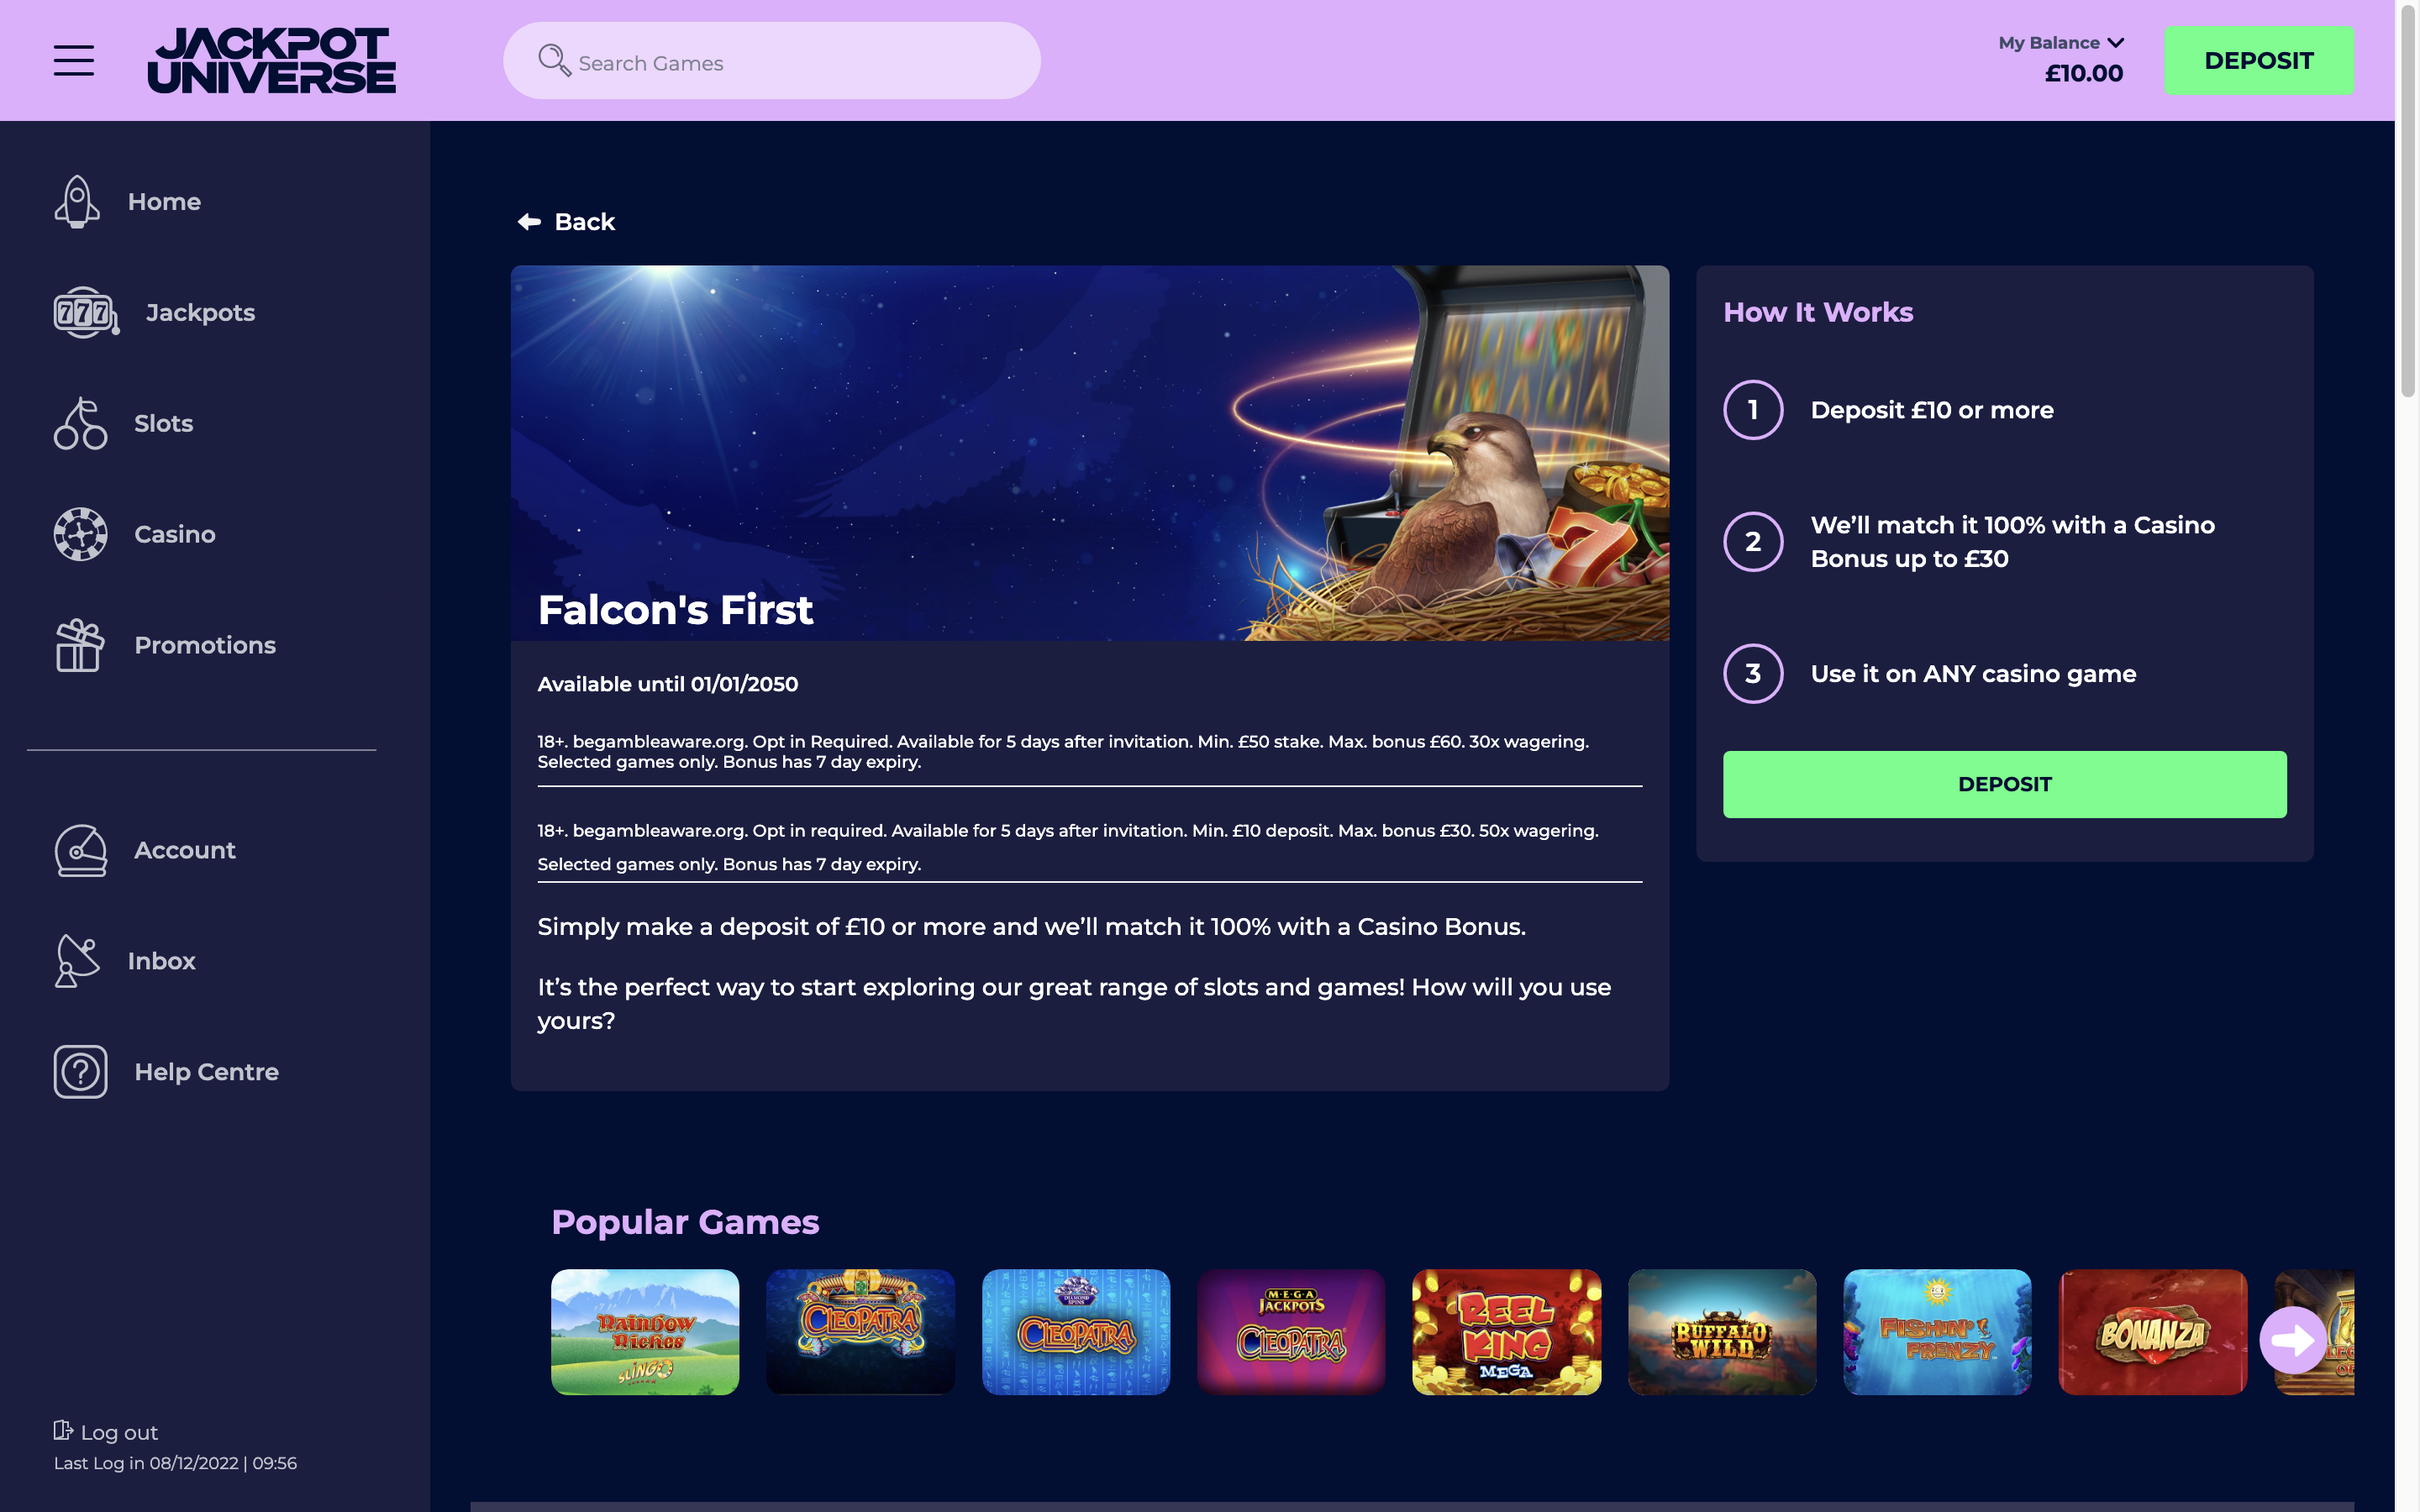 JACKPOT
UNIVERSE
Search Games
My Balance
£10.00
DEPOSIT
Home
777
Jackpots
Slots
Casino
Promotions
Account
Inbox
?
Help Centre
Log out
Last Log in 08/12/2022 | 09:56
Back
7
Falcon's First
Available until 01/01/2050
18+. begambleaware.org. Opt in Required. Available for 5 days after invitation. Min. £50 stake. Max. bonus £60. 30x wagering.
Selected games only. Bonus has 7 day expiry.
18+. begambleaware.org. Opt in required. Available for 5 days after invitation. Min. £10 deposit. Max. bonus £30. 50x wagering.
Selected games only. Bonus has 7 day expiry.
Simply make a deposit of £10 or more and we’ll match it 100% with a Casino Bonus.
It’s the perfect way to start exploring our great range of slots and games! How will you use
yours?
How It Works
1
Deposit £10 or more
2
We’ll match it 100% with a Casino
Bonus up to £30
3
Use it on ANY casino game
DEPOSIT
Popular Games
Rainbow
Riches
SLINGO
CLEOPATRA
DIAMOND
SPINS
CLEOPATRA
MEGA
JACKPOTS
CLEOPATRA
REEL
KING
MEGA
BUFFALO
WILD
FISHIN'
FRENZY
BONANZA